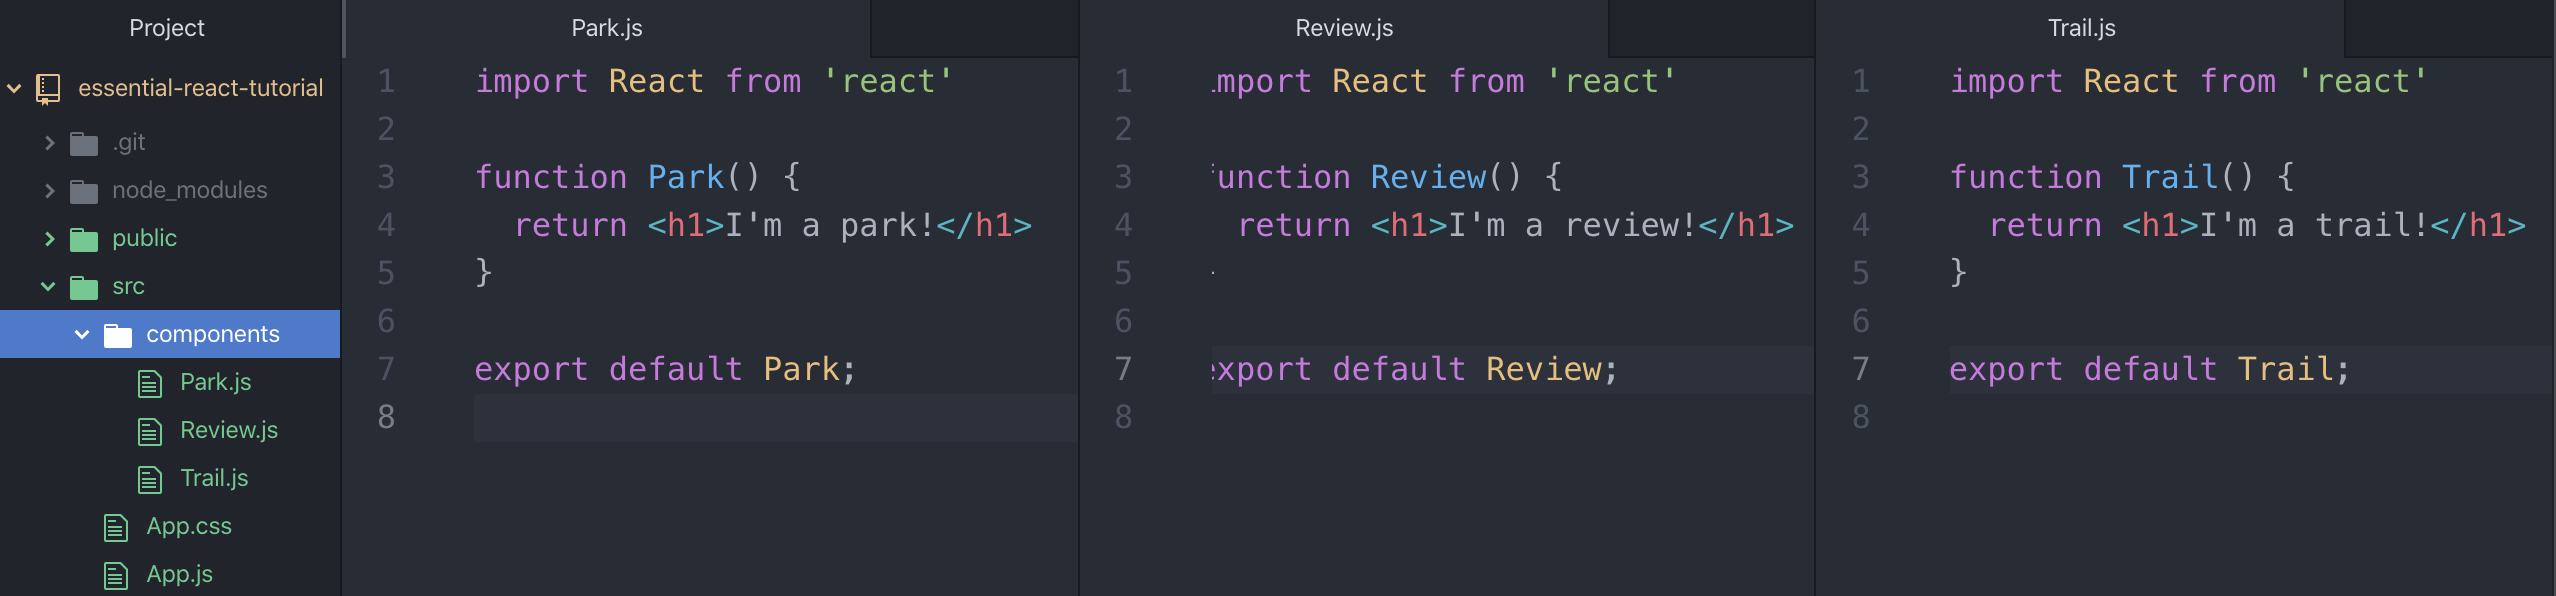 Project
essential-react-tutorial
.git
node_modules
public
src
components
Park.js
Review.js
Trail.js
App.css
App.js
Park.js
1 import React from 'react'
2
3 function Park() {
4 return <h1>I'm a park!</h1>
5 }
6
7 export default Park;
8
Review.js
1 mport React from 'react'
2
3 unction Review() {
4 return <h1>I'm a review!</h1>
5
6
7 xport default Review;
8
Trail.js
1 import React from 'react'
2
3 function Trail() {
4 return <h1>I'm a trail!</h1>
5 }
6
7 export default Trail;
8